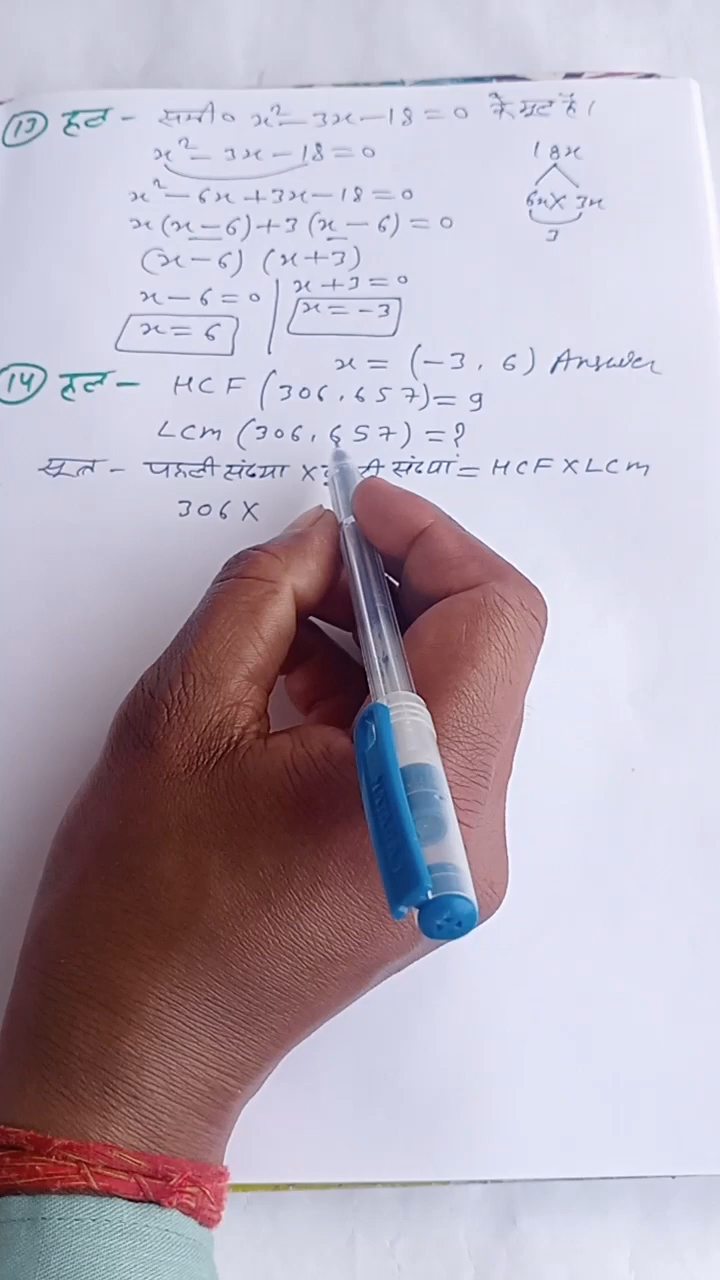 13 हल - समी० x² - 3x - 18 = 0 के मूल हैं।
x² - 3x - 18 = 0
18x
x² - 6x + 3x - 18 = 0
6x X 3x
x(x - 6) + 3(x - 6) = 0
3
(x - 6) (x + 3)
x - 6 = 0 | x + 3 = 0
x = 6 | x = -3
x = (-3, 6) Answer
14 हल - HCF (306, 657) = 9
LCM (306, 657) = ?
सूत्र - पहली संख्या X संख्या = HCF X LCM
306 X